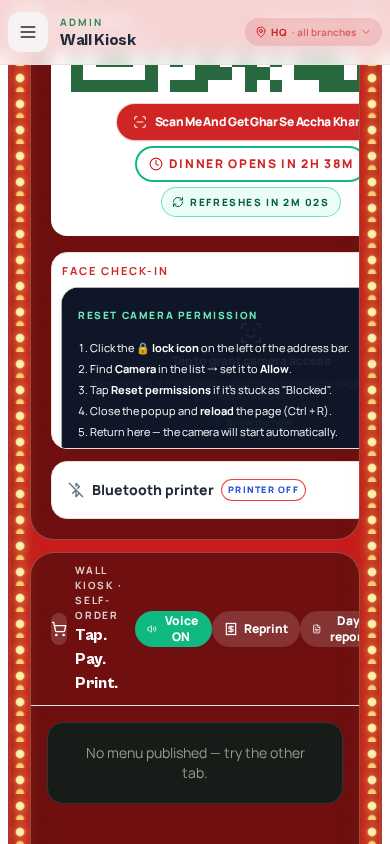 ADMIN
Wall Kiosk
HQ · all branches
Scan Me And Get Ghar Se Accha Khan
DINNER OPENS IN 2H 38M
REFRESHES IN 2M 02S
FACE CHECK-IN
RESET CAMERA PERMISSION
1. Click the 🔒 lock icon on the left of the address bar.
2. Find Camera in the list → set it to Allow.
3. Tap Reset permissions if it's stuck as "Blocked".
4. Close the popup and reload the page (Ctrl + R).
5. Return here — the camera will start automatically.
Bluetooth printer
PRINTER OFF
WALL
KIOSK ·
SELF-
ORDER
Tap.
Pay.
Print.
Voice
ON
Reprint
Day
repor
No menu published — try the other
tab.